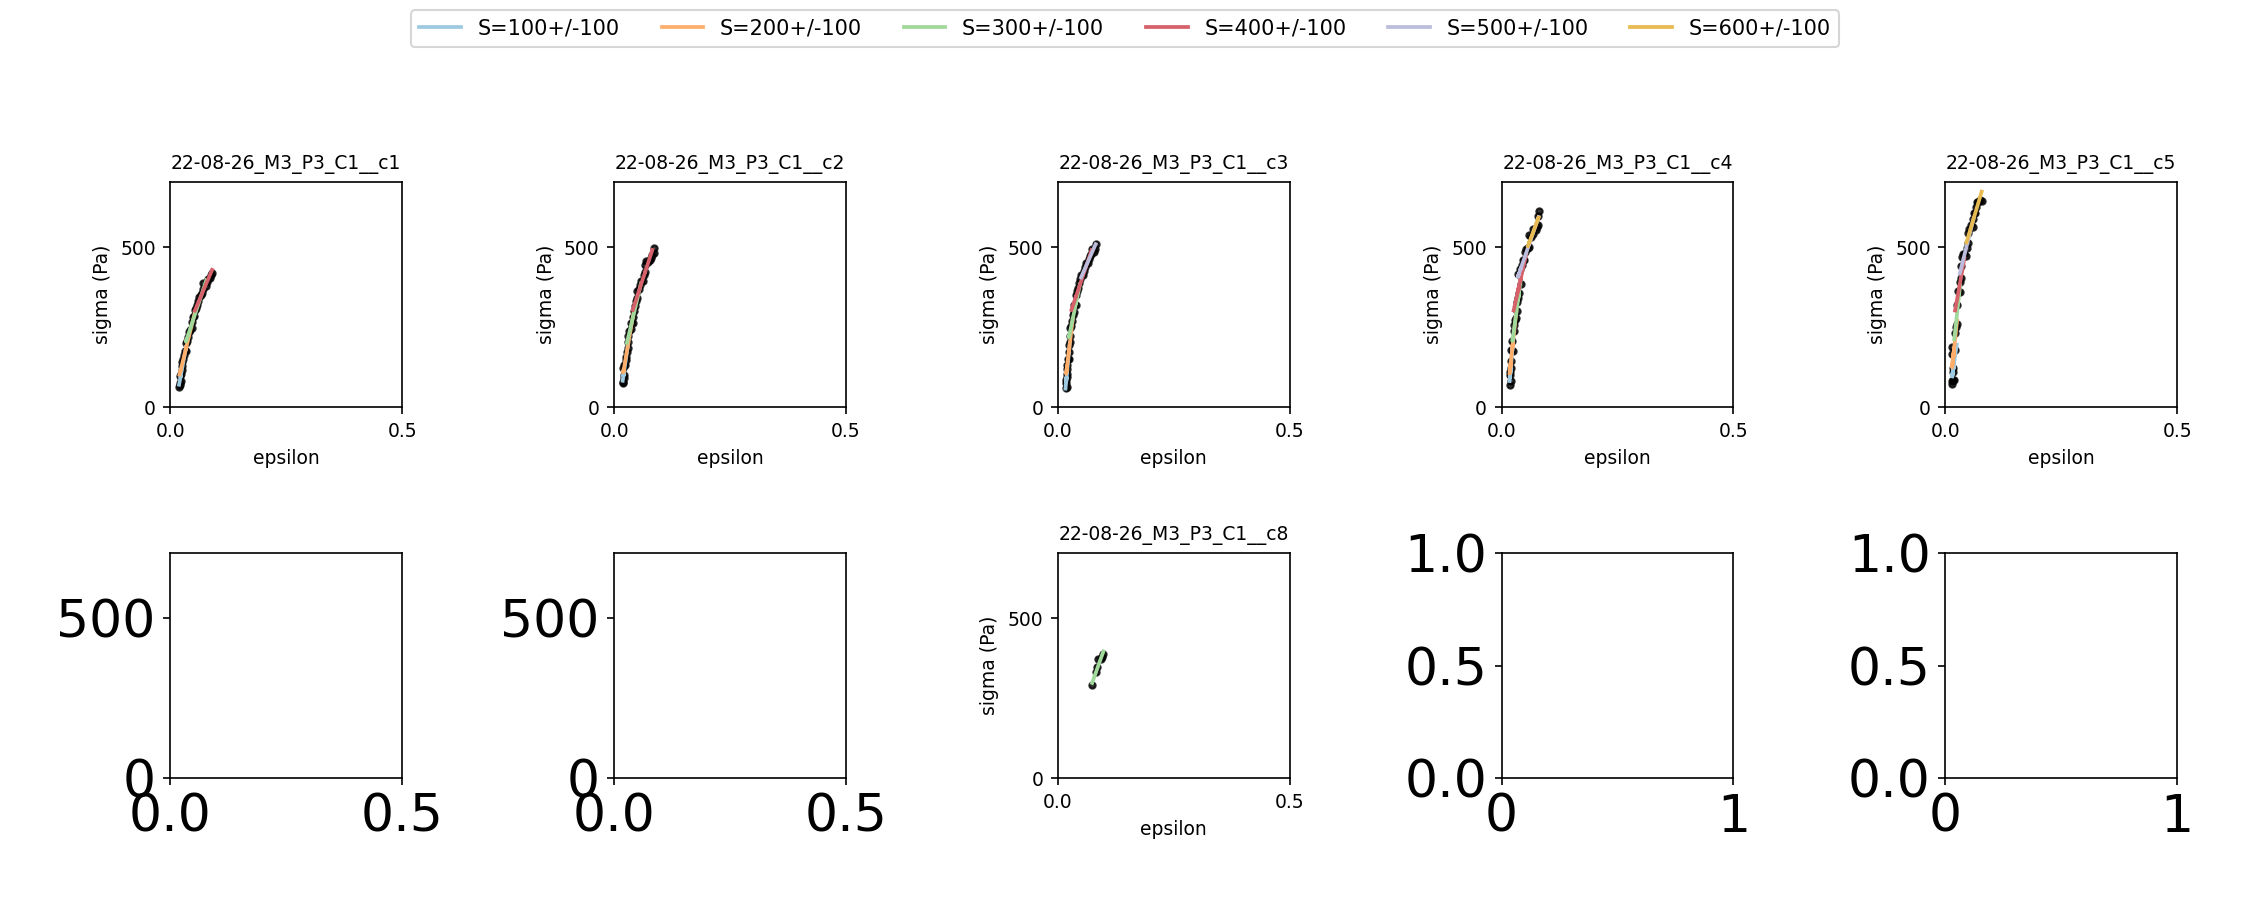 S=100+/-100 S=200+/-100 S=300+/-100 S=400+/-100 S=500+/-100 S=600+/-100
22-08-26_M3_P3_C1__c1 22-08-26_M3_P3_C1__c2 22-08-26_M3_P3_C1__c3 22-08-26_M3_P3_C1__c4 22-08-26_M3_P3_C1__c5
500 500 500 500 500
sigma (Pa) sigma (Pa) sigma (Pa) sigma (Pa) sigma (Pa)
0 0 0 0 0
0.0 0.5 0.0 0.5 0.0 0.5 0.0 0.5 0.0 0.5
epsilon epsilon epsilon epsilon epsilon
22-08-26_M3_P3_C1__c8
1.0 1.0
500 500 500
sigma (Pa)
0.5 0.5
0 0 0 0.0 0.0
0.0 0.5 0.0 0.5 0.0 0.5 0 1 0 1
epsilon